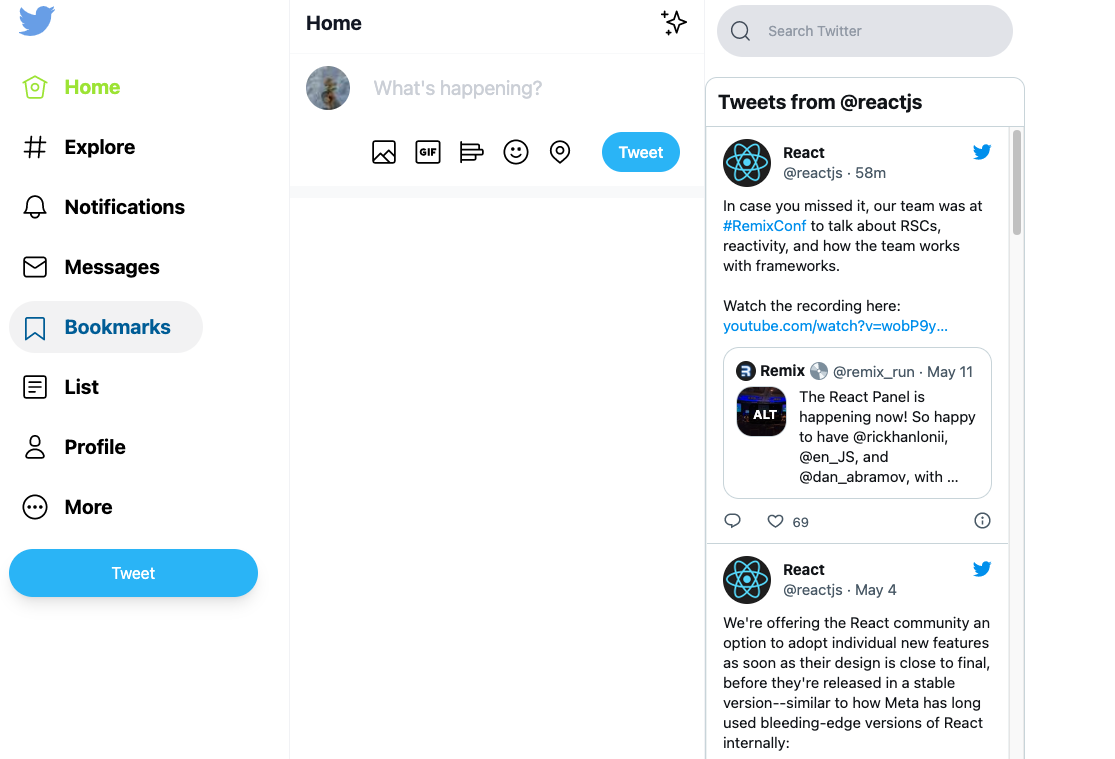 Home
Explore
Notifications
Messages
Bookmarks
List
Profile
More
Tweet
Home
What's happening?
GIF
Tweet
Search Twitter
Tweets from @reactjs
React
@reactjs · 58m
In case you missed it, our team was at
#RemixConf to talk about RSCs,
reactivity, and how the team works
with frameworks.
Watch the recording here:
youtube.com/watch?v=wobP9y…
Remix @remix_run · May 11
ALT
The React Panel is
happening now! So happy
to have @rickhanlonii,
@en_JS, and
@dan_abramov, with ...
69
React
@reactjs · May 4
We're offering the React community an
option to adopt individual new features
as soon as their design is close to final,
before they're released in a stable
version--similar to how Meta has long
used bleeding-edge versions of React
internally: